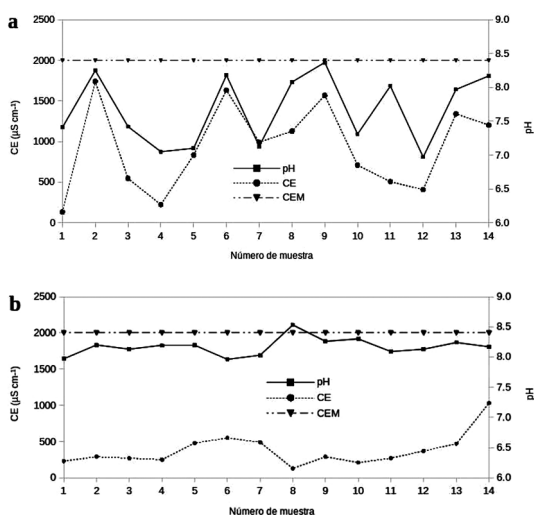 a
2500
2000
1500
1000
500
0
CE (µS cm⁻¹)
9.0
8.5
8.0
7.5
7.0
6.5
6.0
pH
pH
CE
CEM
1 2 3 4 5 6 7 8 9 10 11 12 13 14
Número de muestra
b
2500
2000
1500
1000
500
0
CE (µS cm⁻¹)
9.0
8.5
8.0
7.5
7.0
6.5
6.0
pH
pH
CE
CEM
1 2 3 4 5 6 7 8 9 10 11 12 13 14
Número de muestra